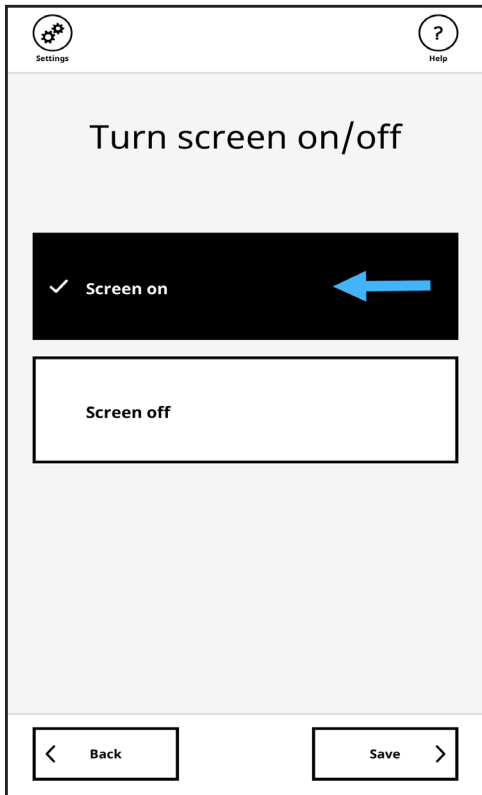 ?
Settings
Help
Turn screen on/off
Screen on
Screen off
Back
Save